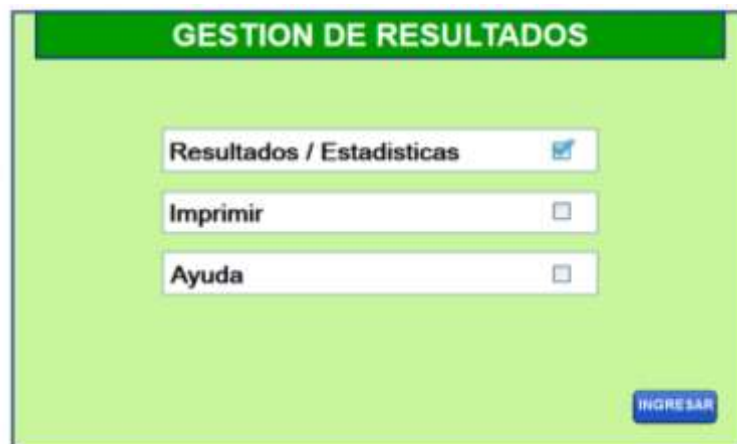 GESTION DE RESULTADOS
Resultados / Estadisticas
Imprimir
Ayuda
INGRESAR